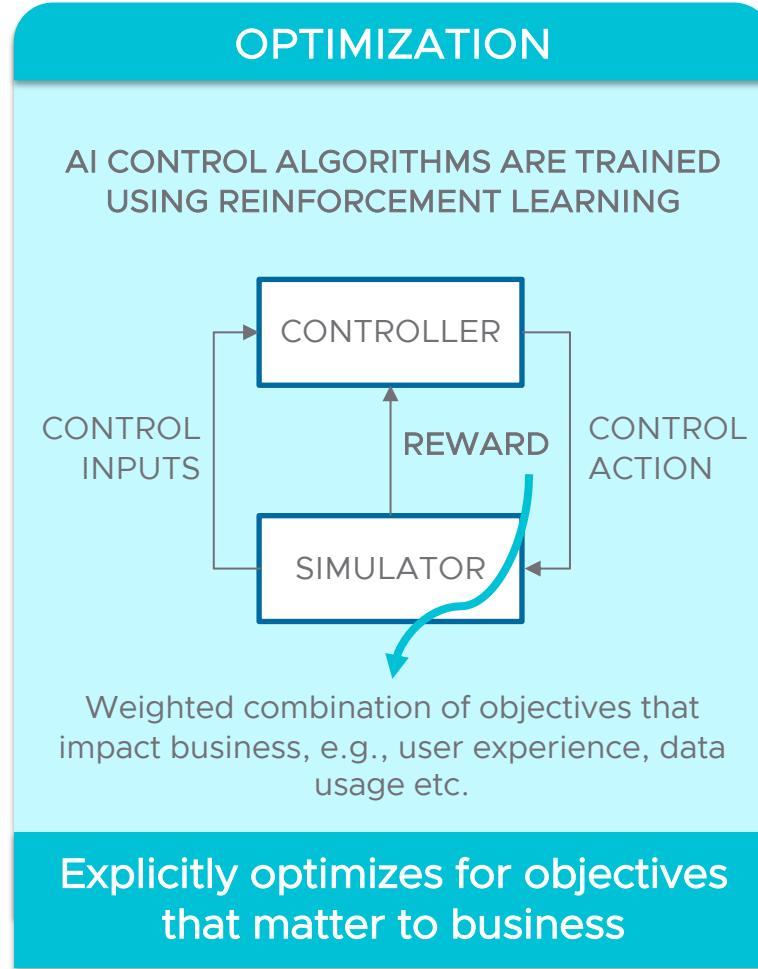 OPTIMIZATION
AI CONTROL ALGORITHMS ARE TRAINED
USING REINFORCEMENT LEARNING
CONTROLLER
CONTROL
INPUTS
REWARD
CONTROL
ACTION
SIMULATOR
Weighted combination of objectives that
impact business, e.g., user experience, data
usage etc.
Explicitly optimizes for objectives
that matter to business